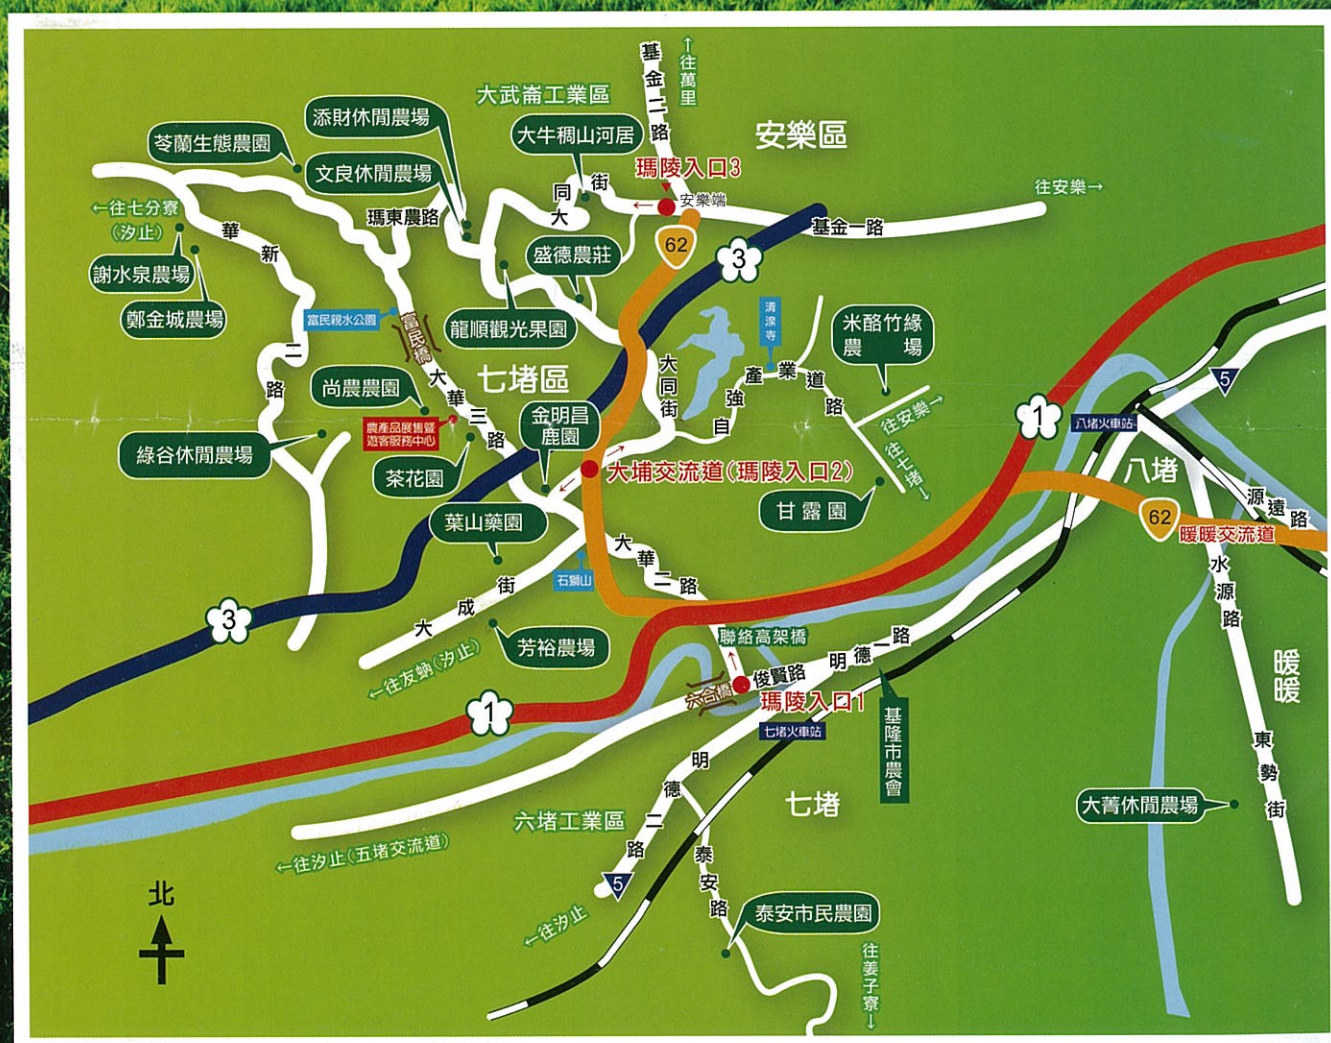 基金二路
↑往萬里
大武崙工業區
安樂區
添財休閒農場
苓蘭生態農園
文良休閒農場
大牛稠山河居
瑪陵入口3
安樂端
往安樂→
大同街
瑪東農路
基金一路
←往七分寮
(汐止)
華新二路
謝水泉農場
鄭金城農場
盛德農莊
62
3
富民親水公園
富民橋
龍順觀光果園
清涼寺
米酪竹緣
農場
七堵區
大同街
自強產業道路
5
尚農農園
大華三路
金明昌
鹿園
農產品展售暨
遊客服務中心
往安樂→
1
八堵火車站
綠谷休閒農場
茶花園
大埔交流道(瑪陵入口2)
往七堵→
八堵
葉山藥園
甘露園
源遠路
62
暖暖交流道
大華二路
石獅山
水源路
大成街
3
芳裕農場
聯絡高架橋
明德一路
←往友蚋(汐止)
俊賢路
六合橋
瑪陵入口1
暖暖
1
七堵火車站
基隆市農會
東勢街
明德二路
七堵
大菁休閒農場
六堵工業區
←往汐止(五堵交流道)
5
泰安路
北
泰安市民農園
←往汐止
往姜子寮→